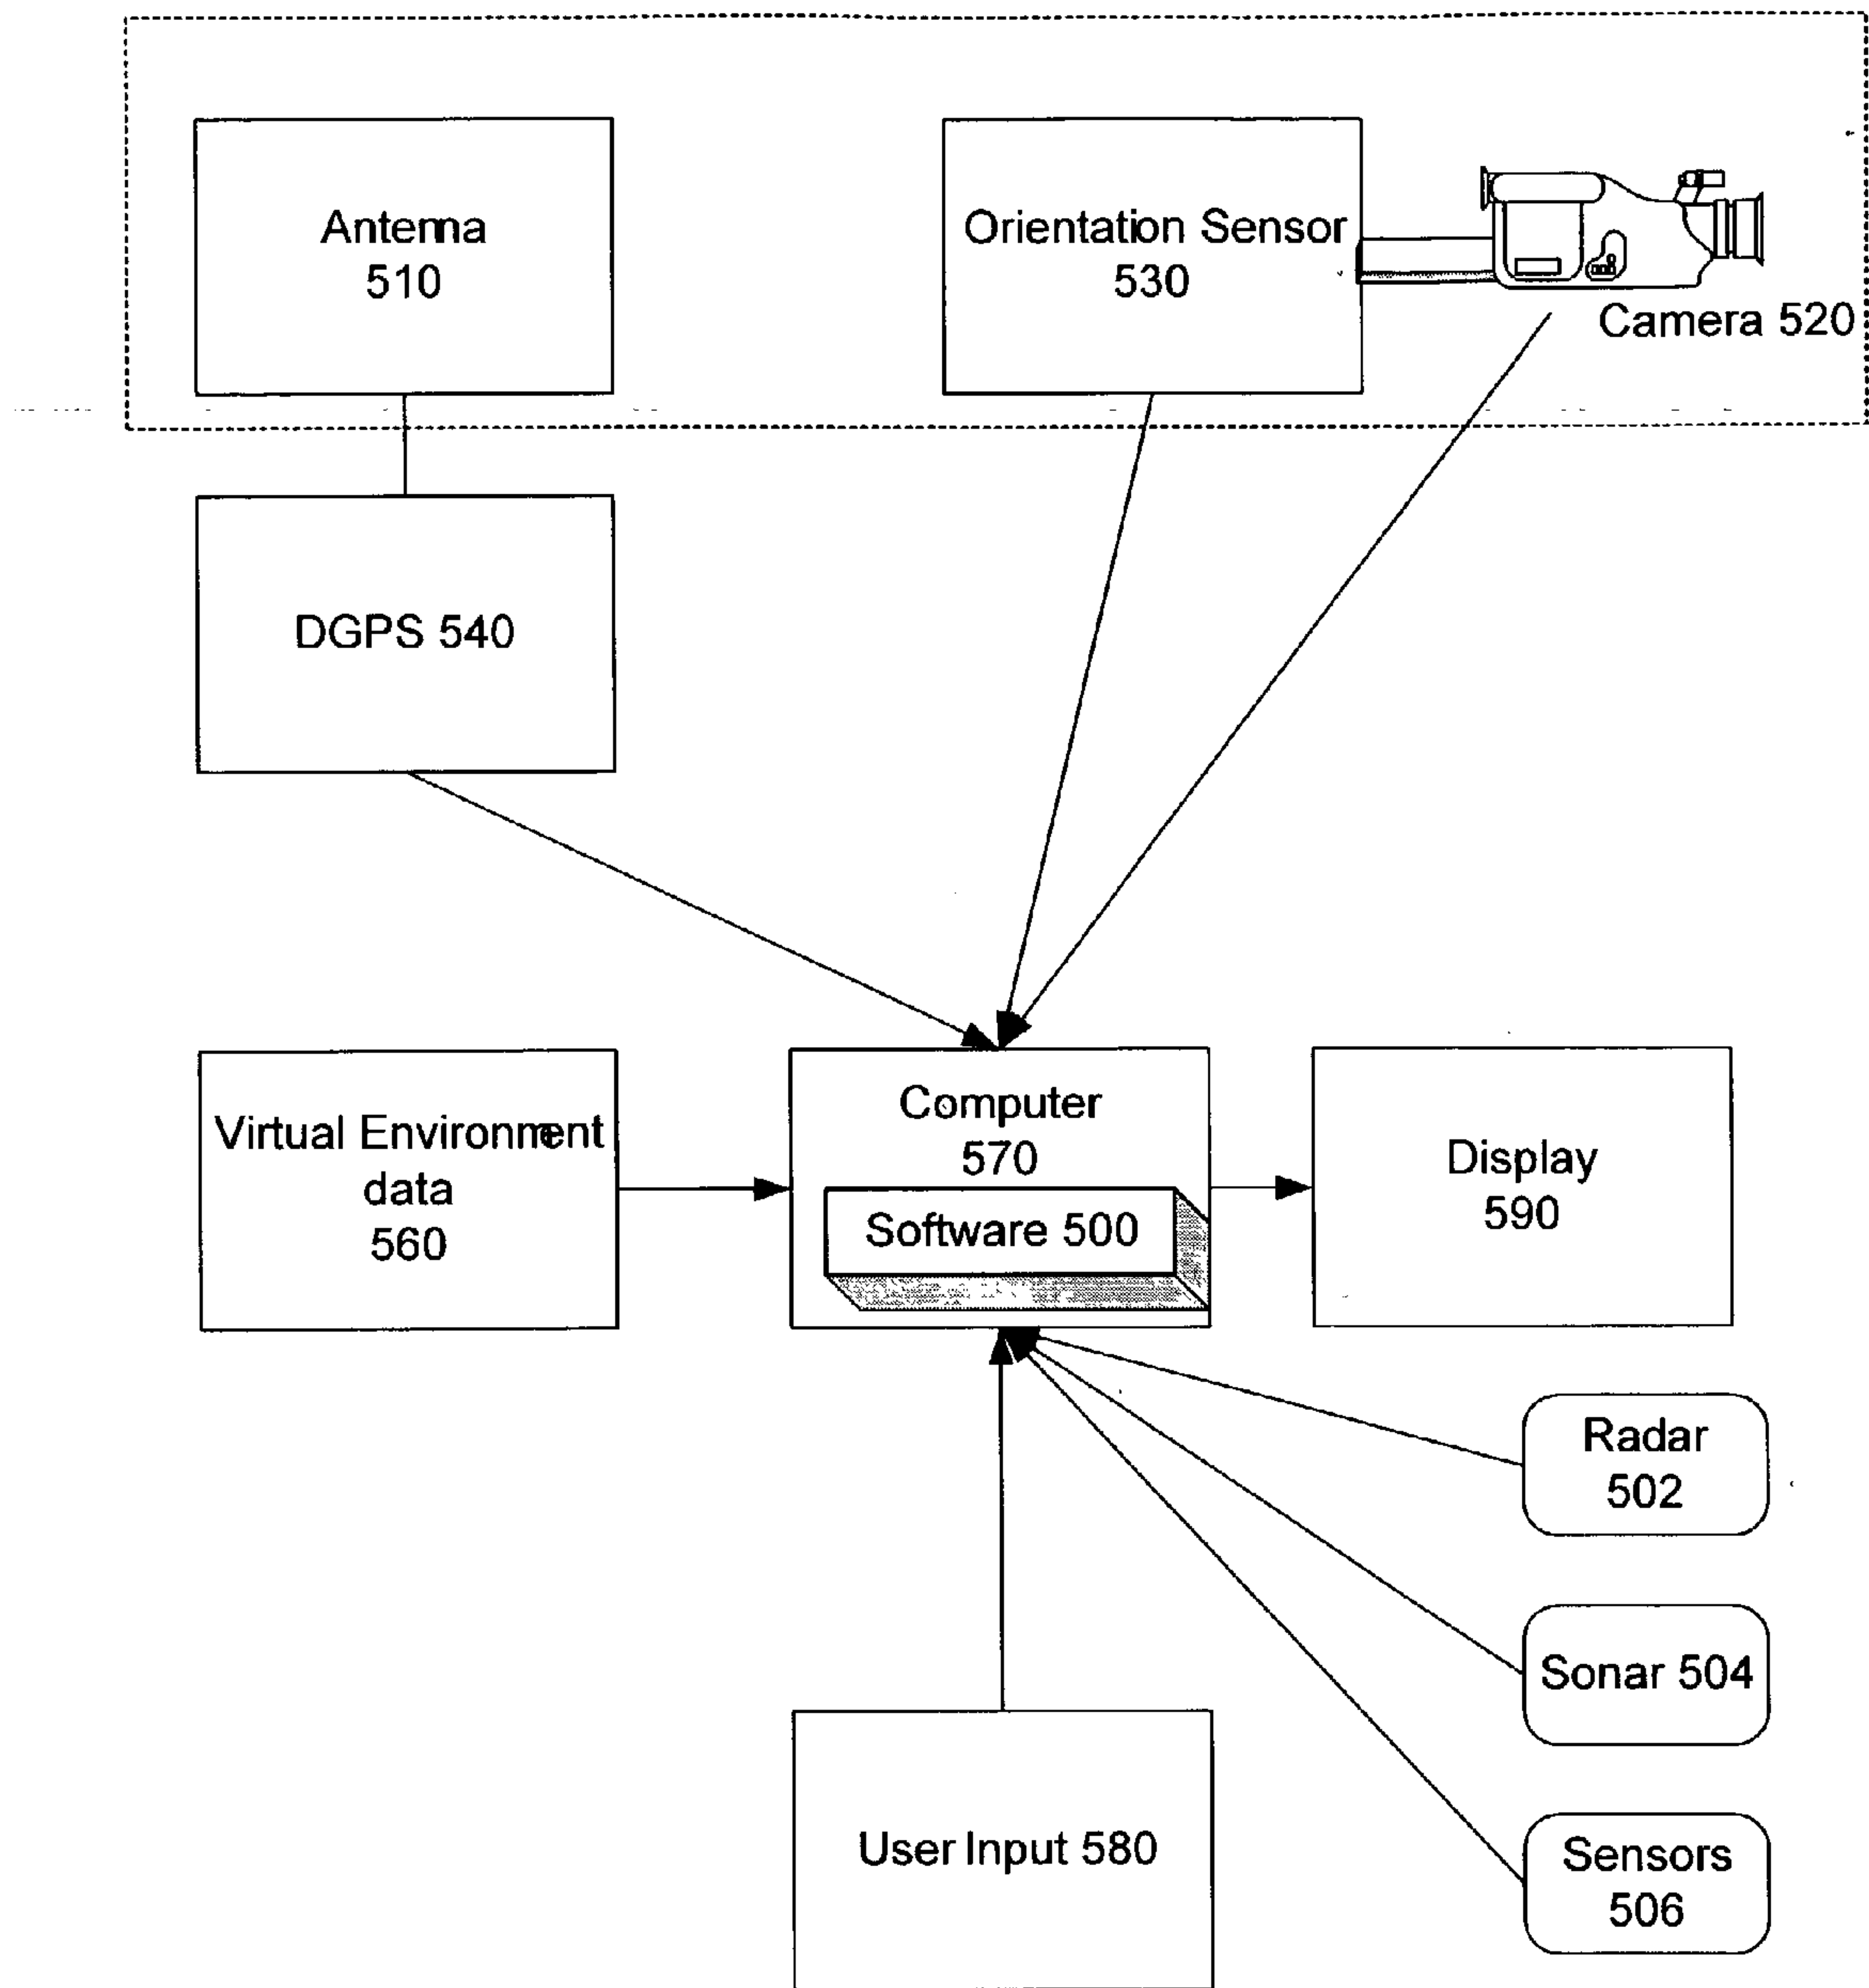 Antenna
510
Orientation Sensor
530
Camera 520
DGPS 540
Virtual Environment
data
560
Computer
570
Software 500
Display
590
Radar
502
Sonar 504
User Input 580
Sensors
506